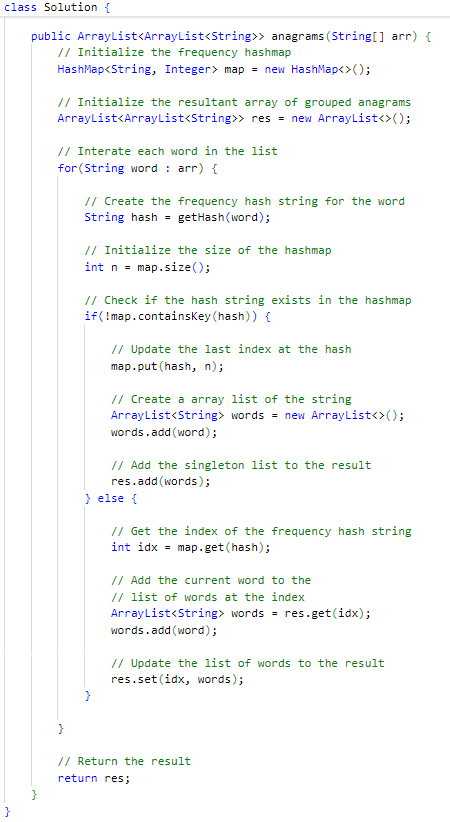 class Solution {
public ArrayList<ArrayList<String>> anagrams(String[] arr) {
// Initialize the frequency hashmap
HashMap<String, Integer> map = new HashMap<>();
// Initialize the resultant array of grouped anagrams
ArrayList<ArrayList<String>> res = new ArrayList<>();
// Interate each word in the list
for(String word : arr) {
// Create the frequency hash string for the word
String hash = getHash(word);
// Initialize the size of the hashmap
int n = map.size();
// Check if the hash string exists in the hashmap
if(!map.containsKey(hash)) {
// Update the last index at the hash
map.put(hash, n);
// Create a array list of the string
ArrayList<String> words = new ArrayList<>();
words.add(word);
// Add the singleton list to the result
res.add(words);
} else {
// Get the index of the frequency hash string
int idx = map.get(hash);
// Add the current word to the
// list of words at the index
ArrayList<String> words = res.get(idx);
words.add(word);
// Update the list of words to the result
res.set(idx, words);
}
}
// Return the result
return res;
}
}